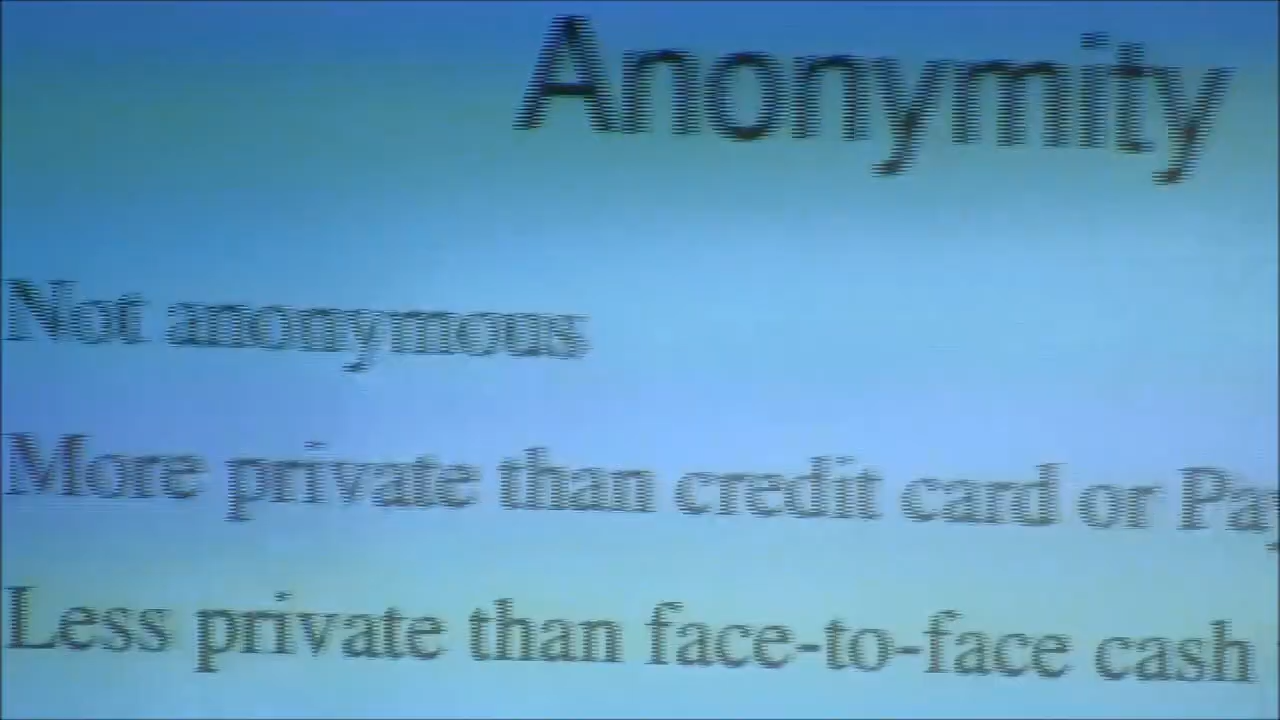 Anonymity
Not anonymous
More private than credit card or
Less private than face-to-face cash